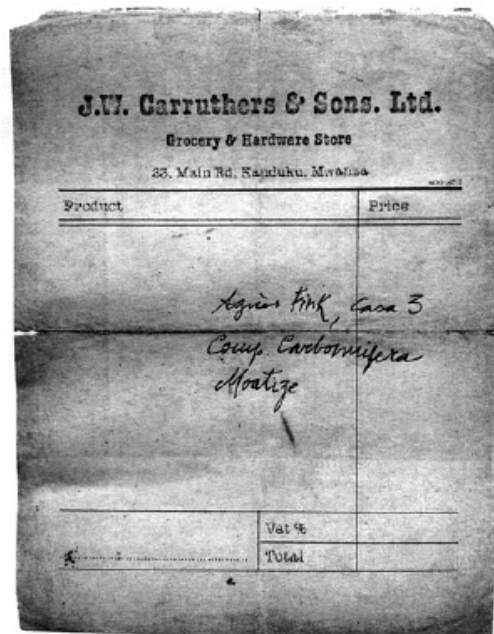 J.W. Carruthers & Sons. Ltd.
Grocery & Hardware Store
33, Main Rd, Kanduku, Mwanza
Product Price
Agnes Fink, Casa 3
Comp. Carbonifera
Moatize
Vat %
Total